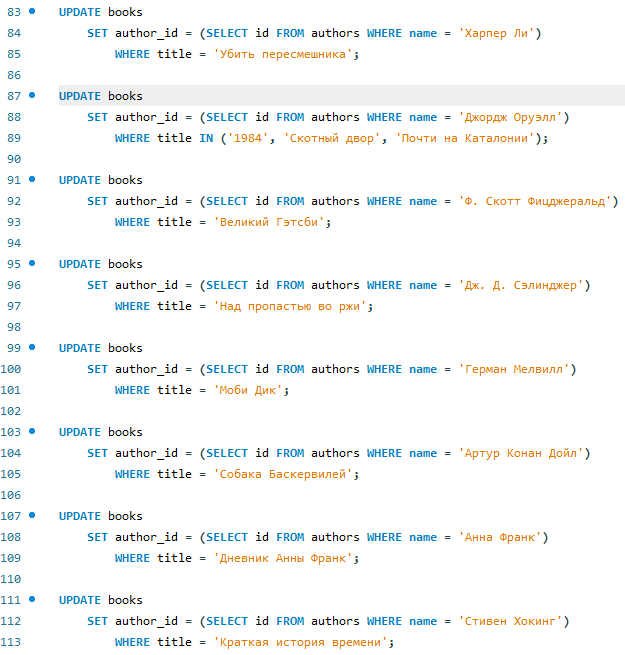 83 UPDATE books
84 SET author_id = (SELECT id FROM authors WHERE name = 'Харпер Ли')
85 WHERE title = 'Убить пересмешника';
86
87 UPDATE books
88 SET author_id = (SELECT id FROM authors WHERE name = 'Джордж Оруэлл')
89 WHERE title IN ('1984', 'Скотный двор', 'Почти на Каталонии');
90
91 UPDATE books
92 SET author_id = (SELECT id FROM authors WHERE name = 'Ф. Скотт Фицджеральд')
93 WHERE title = 'Великий Гэтсби';
94
95 UPDATE books
96 SET author_id = (SELECT id FROM authors WHERE name = 'Дж. Д. Сэлинджер')
97 WHERE title = 'Над пропастью во ржи';
98
99 UPDATE books
100 SET author_id = (SELECT id FROM authors WHERE name = 'Герман Мелвилл')
101 WHERE title = 'Моби Дик';
102
103 UPDATE books
104 SET author_id = (SELECT id FROM authors WHERE name = 'Артур Конан Дойл')
105 WHERE title = 'Собака Баскервилей';
106
107 UPDATE books
108 SET author_id = (SELECT id FROM authors WHERE name = 'Анна Франк')
109 WHERE title = 'Дневник Анны Франк';
110
111 UPDATE books
112 SET author_id = (SELECT id FROM authors WHERE name = 'Стивен Хокинг')
113 WHERE title = 'Краткая история времени';